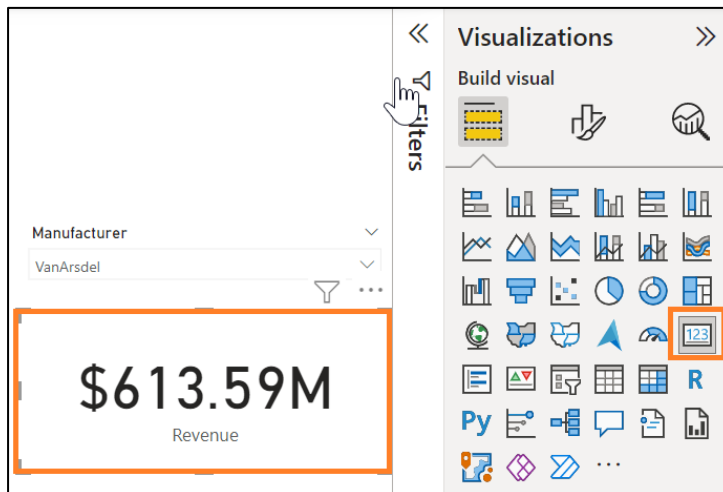 Manufacturer
VanArsdel
$613.59M
Revenue
Filters
Visualizations
Build visual
123
R
Py